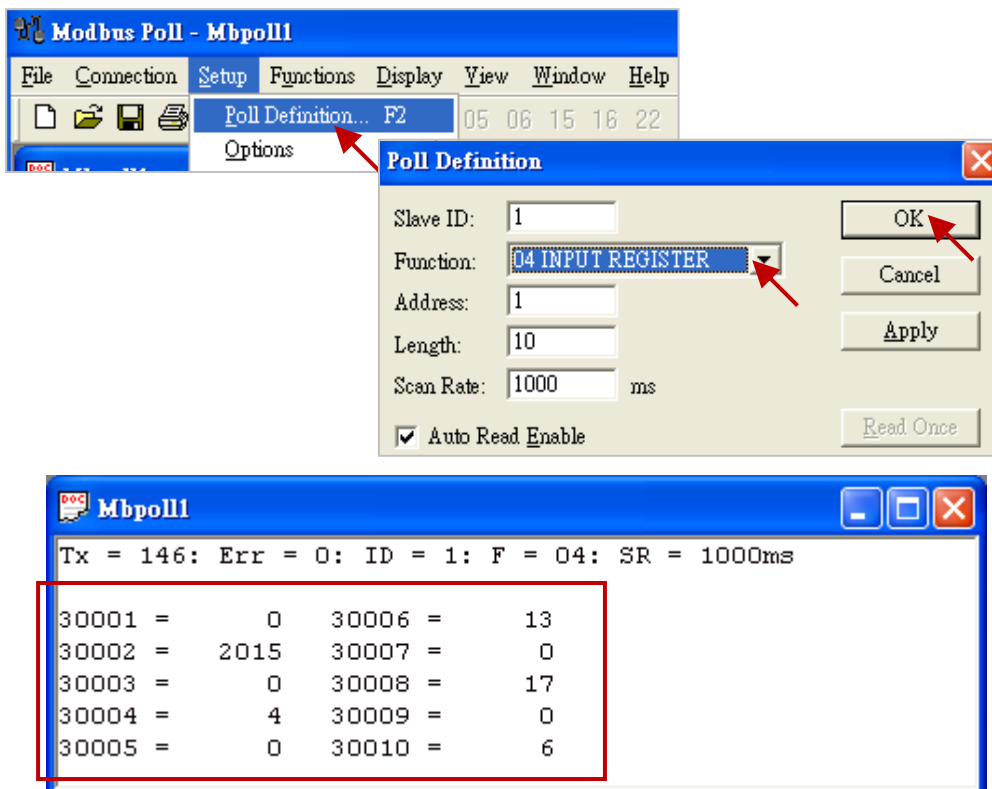 Modbus Poll - Mbpoll1
File Connection Setup Functions Display View Window Help
Poll Definition... F2 05 06 15 16 22
Options
Poll Definition
Slave ID: 1 OK
Function: 04 INPUT REGISTER Cancel
Address: 1 Apply
Length: 10
Scan Rate: 1000 ms
Auto Read Enable Read Once
DOC Mbpoll1
Tx = 146: Err = 0: ID = 1: F = 04: SR = 1000ms
30001 = 0 30006 = 13
30002 = 2015 30007 = 0
30003 = 0 30008 = 17
30004 = 4 30009 = 0
30005 = 0 30010 = 6